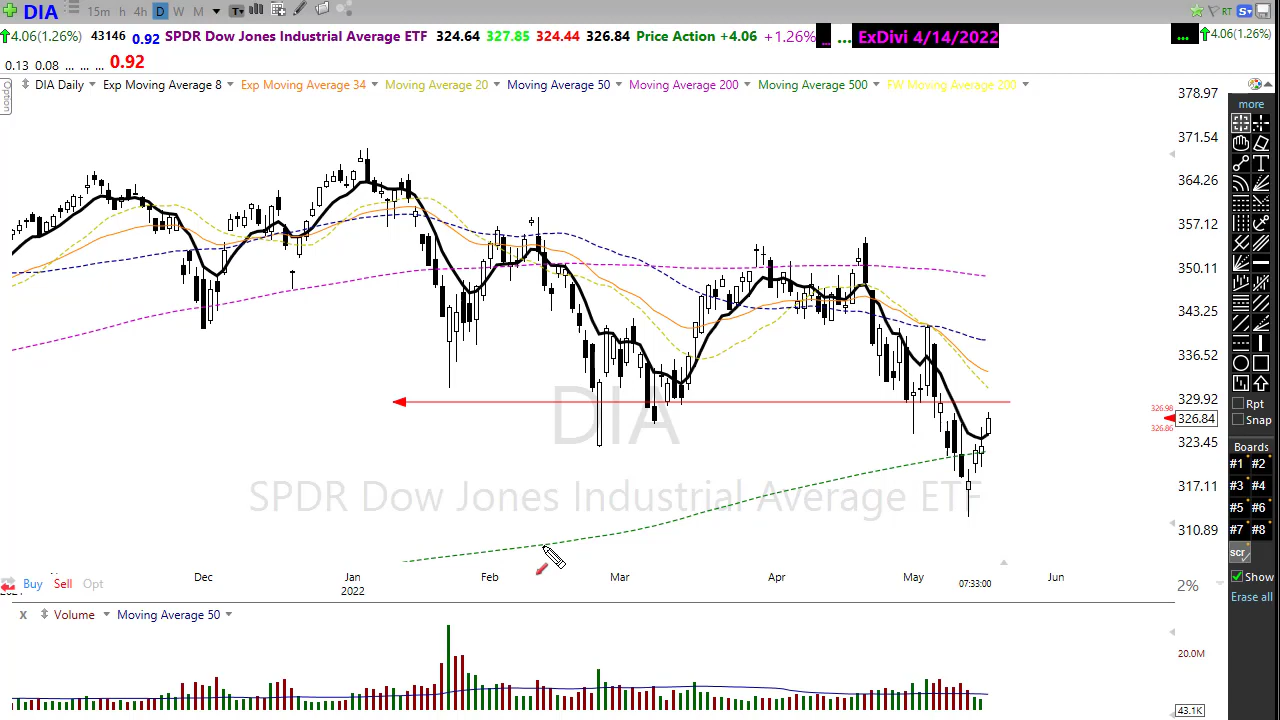 DIA 15m h 4h D W M T RT S
4.06(1.26%) 43146 0.92 SPDR Dow Jones Industrial Average ETF 324.64 327.85 324.44 326.84 Price Action +4.06 +1.26% ... ... ExDivi 4/14/2022 ... 4.06(1.26%)
0.13 0.08 ... ... ... 0.92
Option
DIA Daily Exp Moving Average 8 Exp Moving Average 34 Moving Average 20 Moving Average 50 Moving Average 200 Moving Average 500 FW Moving Average 200
378.97
more
371.54
364.26
357.12
350.11
343.25
336.52
329.92
Rpt
326.98
326.84
326.86
Snap
323.45
317.11
310.89
Boards
#1 #2
#3 #4
#5 #6
#7 #8
scr
Show
Erase all
DIA
SPDR Dow Jones Industrial Average ETF
Dec Jan Feb Mar Apr May Jun
2022
07:33:00
Buy Sell Opt
2%
X Volume Moving Average 50
20.0M
43.1K